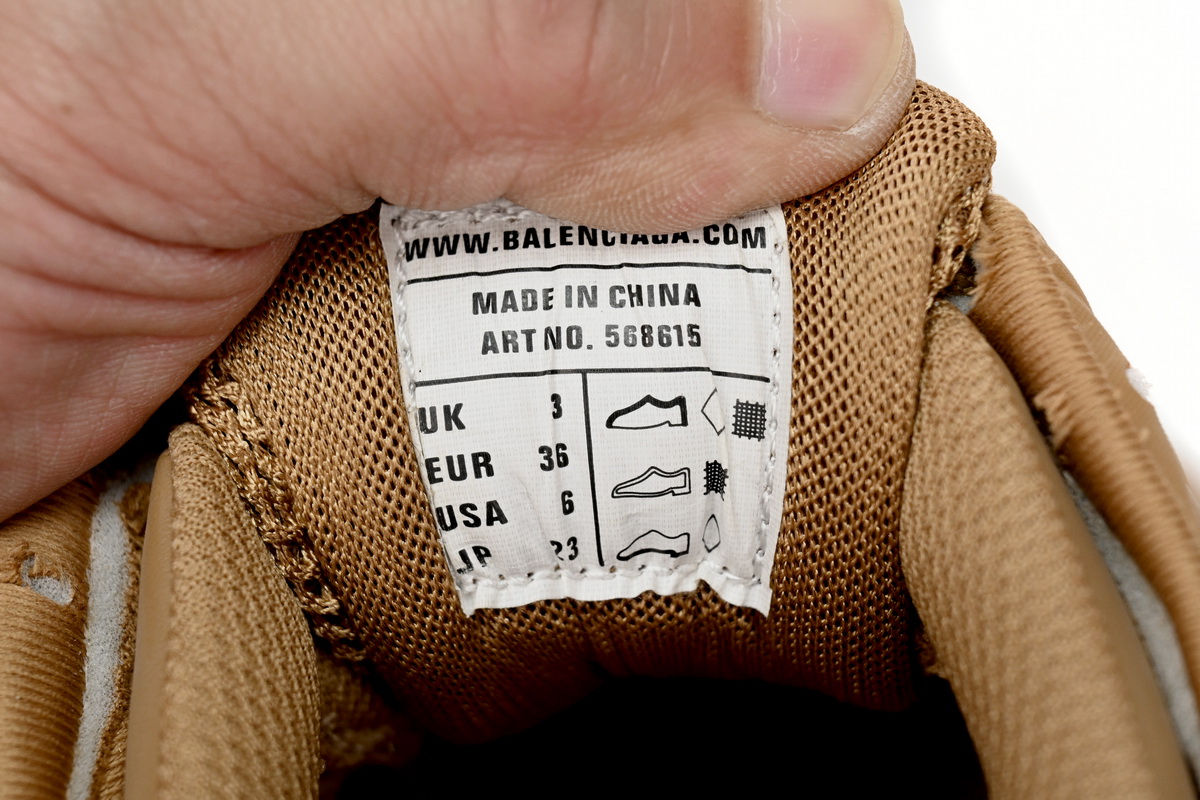 WWW.BALENCIAGA.COM
MADE IN CHINA
ART NO. 568615
UK 3
EUR 36
USA 6
JP 23